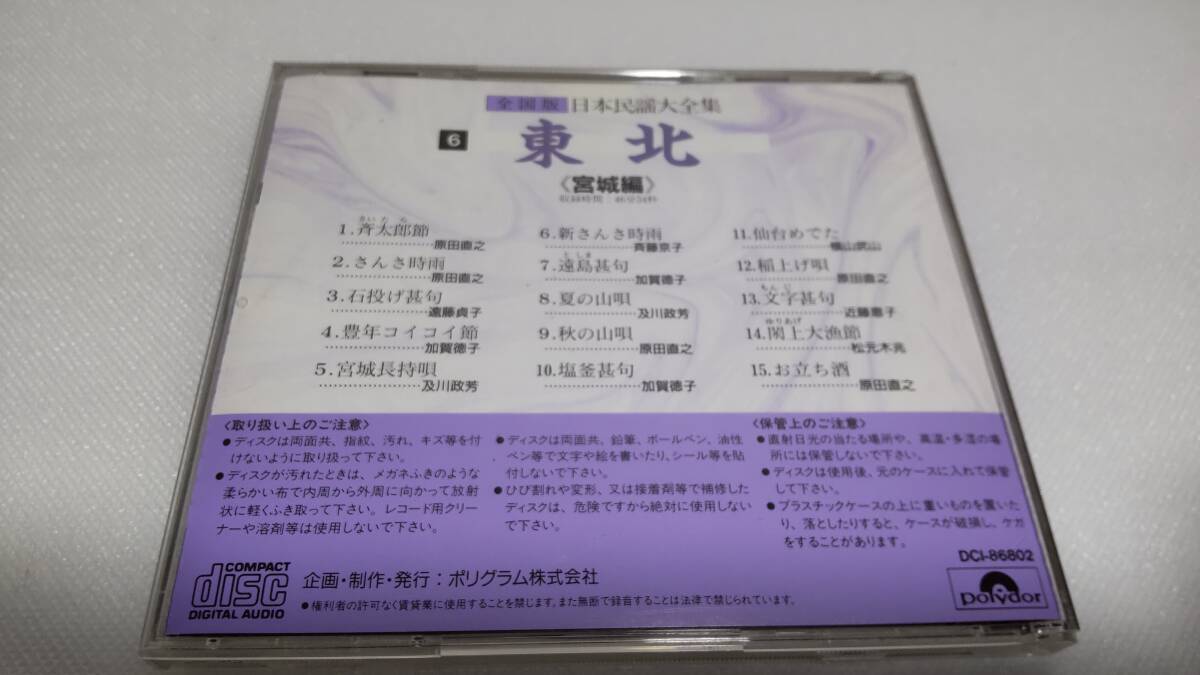 全国版 日本民謡大全集
6 東北
《宮城編》
収録時間:46分34秒
さいたら
1.斉太郎節
原田直之
2.さんさ時雨
原田直之
3.石投げ甚句
遠藤貞子
4.豊年コイコイ節
加賀徳子
5.宮城長持唄
及川政芳
6.新さんさ時雨
斉藤京子
としま
7.遠島甚句
加賀徳子
8.夏の山唄
及川政芳
9.秋の山唄
原田直之
10.塩釜甚句
加賀徳子
11.仙台めでた
12.稲上げ唄
原田直之
もんじ
13.文字甚句
近藤恵子
ゆりあげ
14.閖上大漁節
松元木兆
15.お立ち酒
原田直之
〈取り扱い上のご注意〉
●ディスクは両面共、指紋、汚れ、キズ等を付
けないように取り扱って下さい。
●ディスクが汚れたときは、メガネふきのような
柔らかい布で内周から外周に向かって放射
状に軽くふき取って下さい。レコード用クリー
ナーや溶剤等は使用しないで下さい。
●ディスクは両面共、鉛筆、ボールペン、油性
ペン等で文字や絵を書いたり、シール等を貼
付しないで下さい。
●ひび割れや変形、又は接着剤等で補修した
ディスクは、危険ですから絶対に使用しない
で下さい。
〈保管上のご注意〉
●直射日光の当たる場所や、高温・多湿の場
所には保管しないで下さい。
●ディスクは使用後、元のケースに入れて保管
して下さい。
●プラスチックケースの上に重いものを置いた
り、落としたりすると、ケースが破損し、ケガ
をすることがあります。
DCI-86802
COMPACT
disc
DIGITAL AUDIO
企画・制作・発行:ポリグラム株式会社
●権利者の許可なく賃貸業に使用することを禁じます。また無断で録音することは法律で禁じられています。
polydor